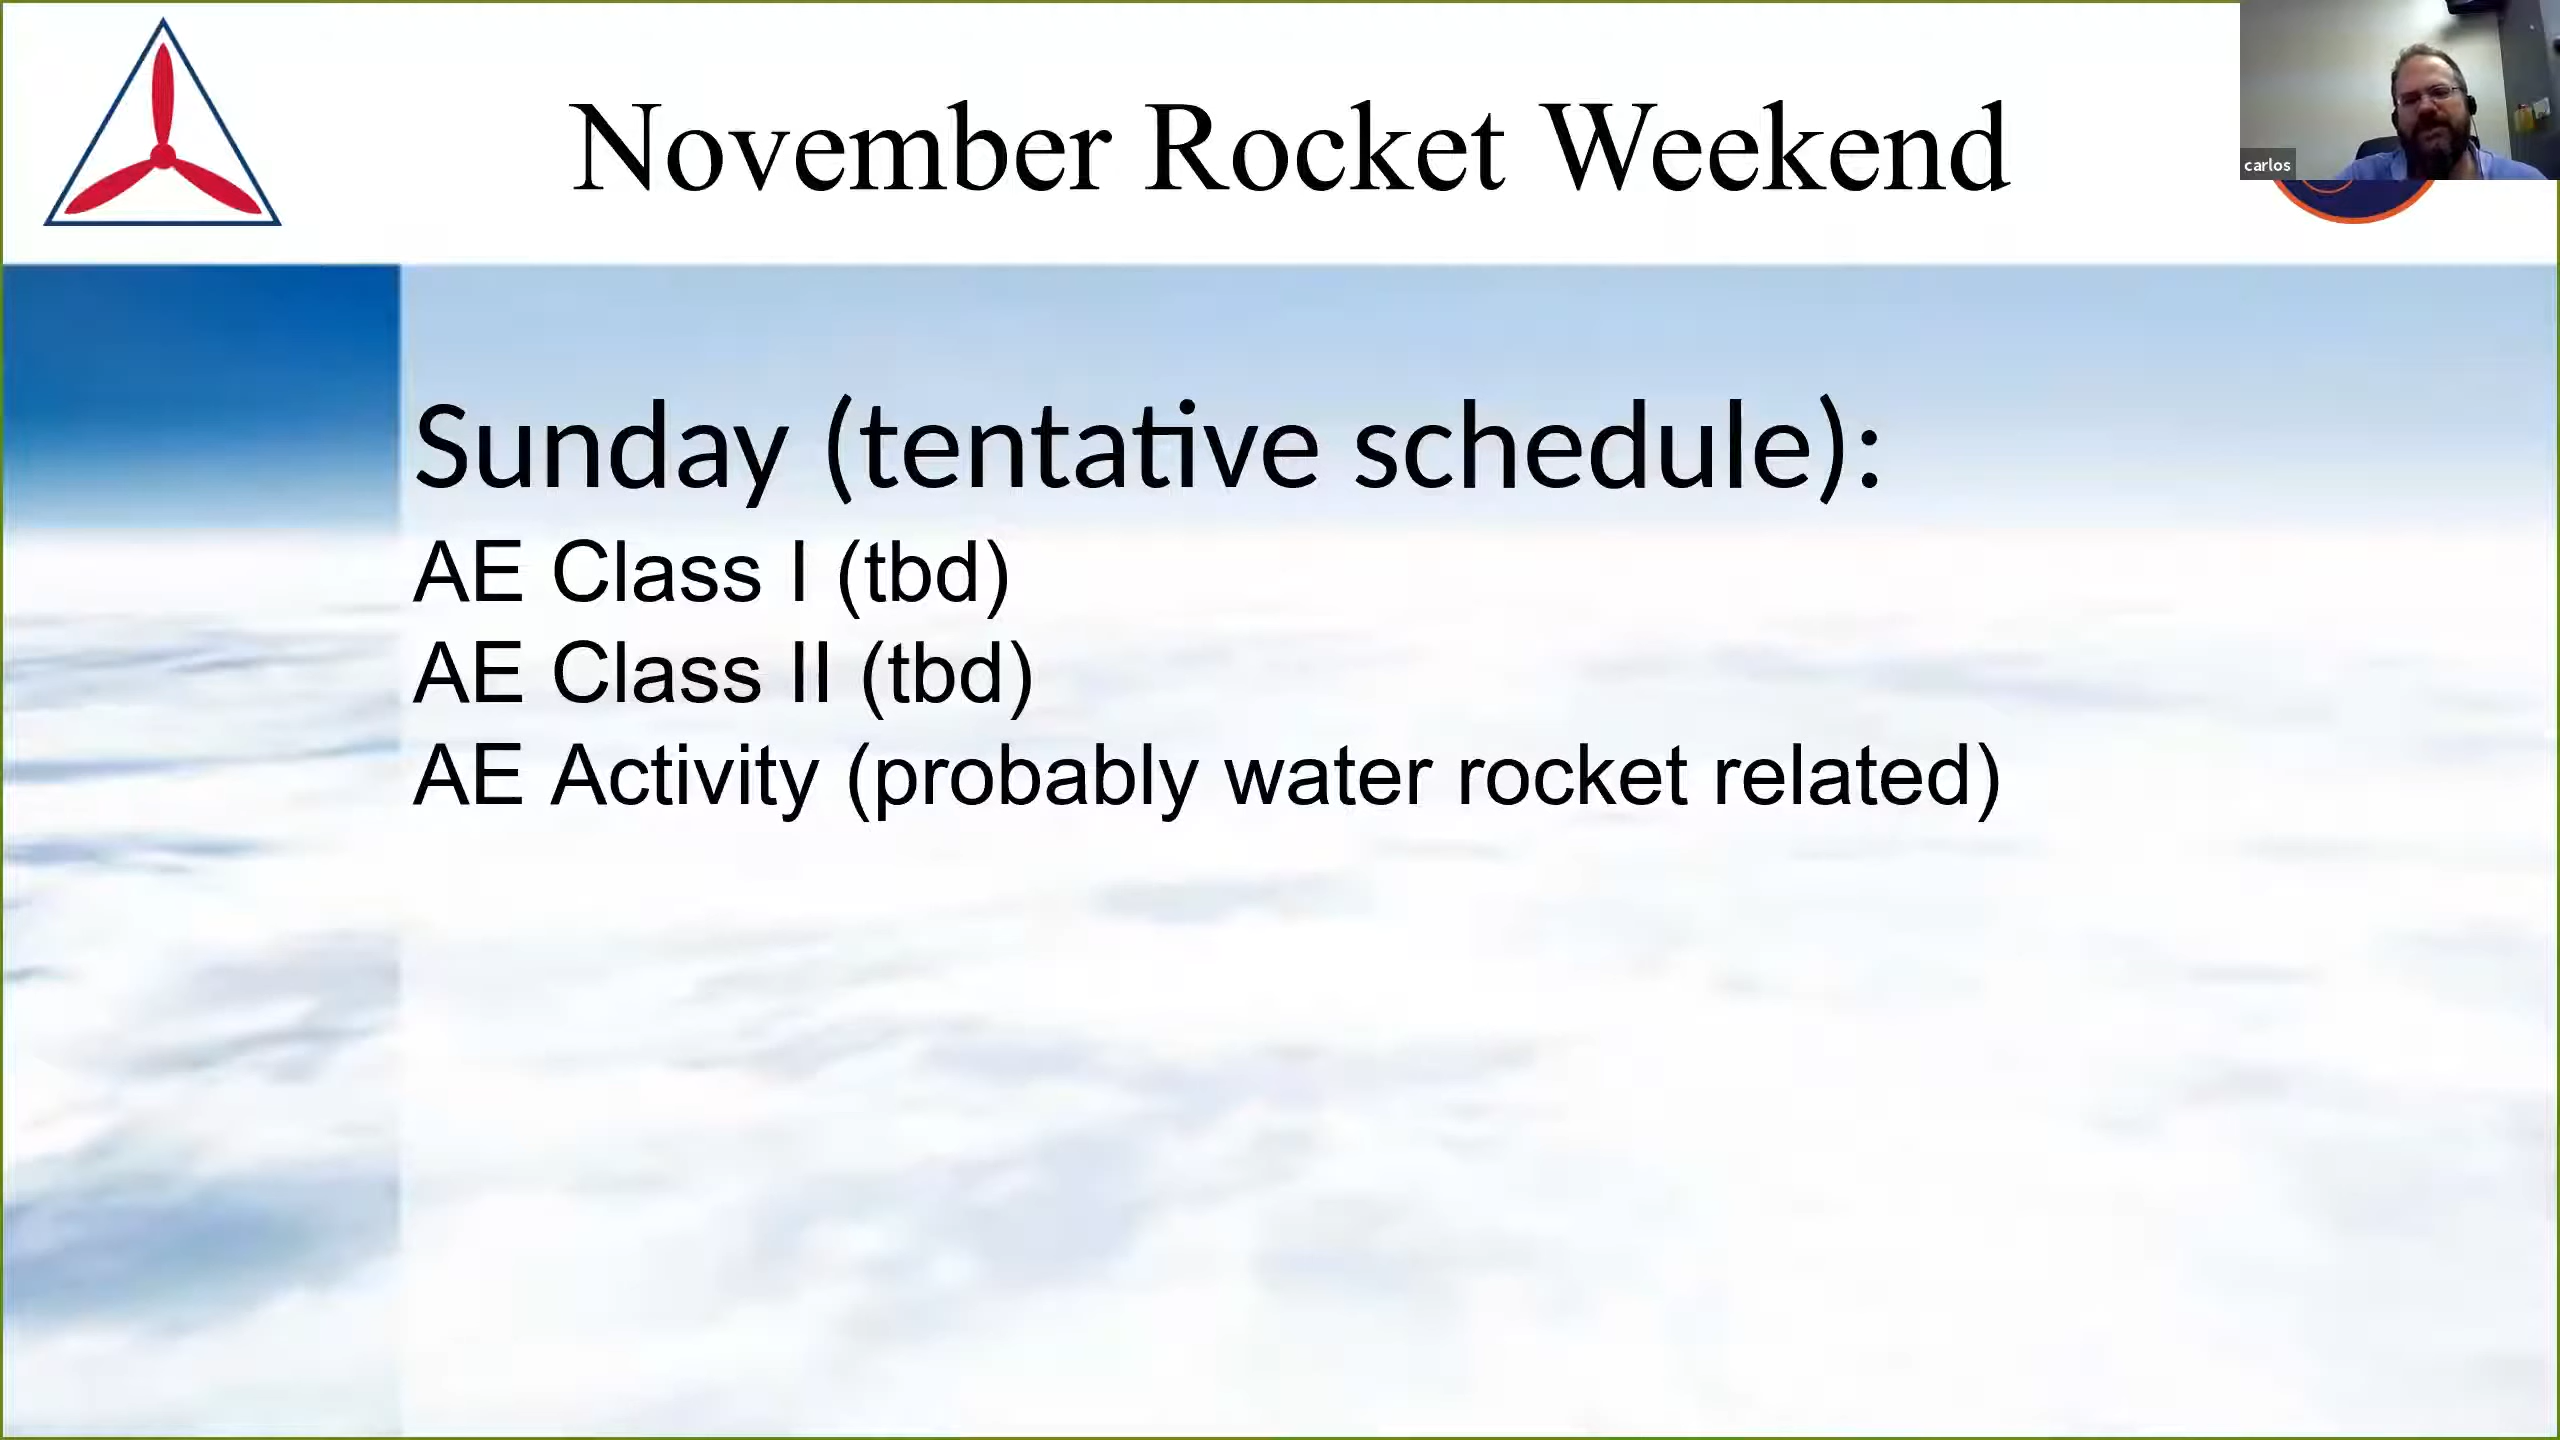 November Rocket Weekend
carlos
Sunday (tentative schedule):
AE Class I (tbd)
AE Class II (tbd)
AE Activity (probably water rocket related)